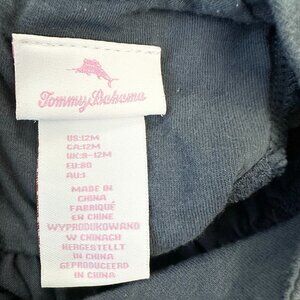 Tommy Bahama
US:12M
CA:12M
UK:9-12M
EU:80
AU:1
MADE IN
CHINA
FABRIQUÉ
EN CHINE
WYPRODUKOWANO
W CHINACH
HERGESTELLT
IN CHINA
GEPRODUCEERD
IN CHINA